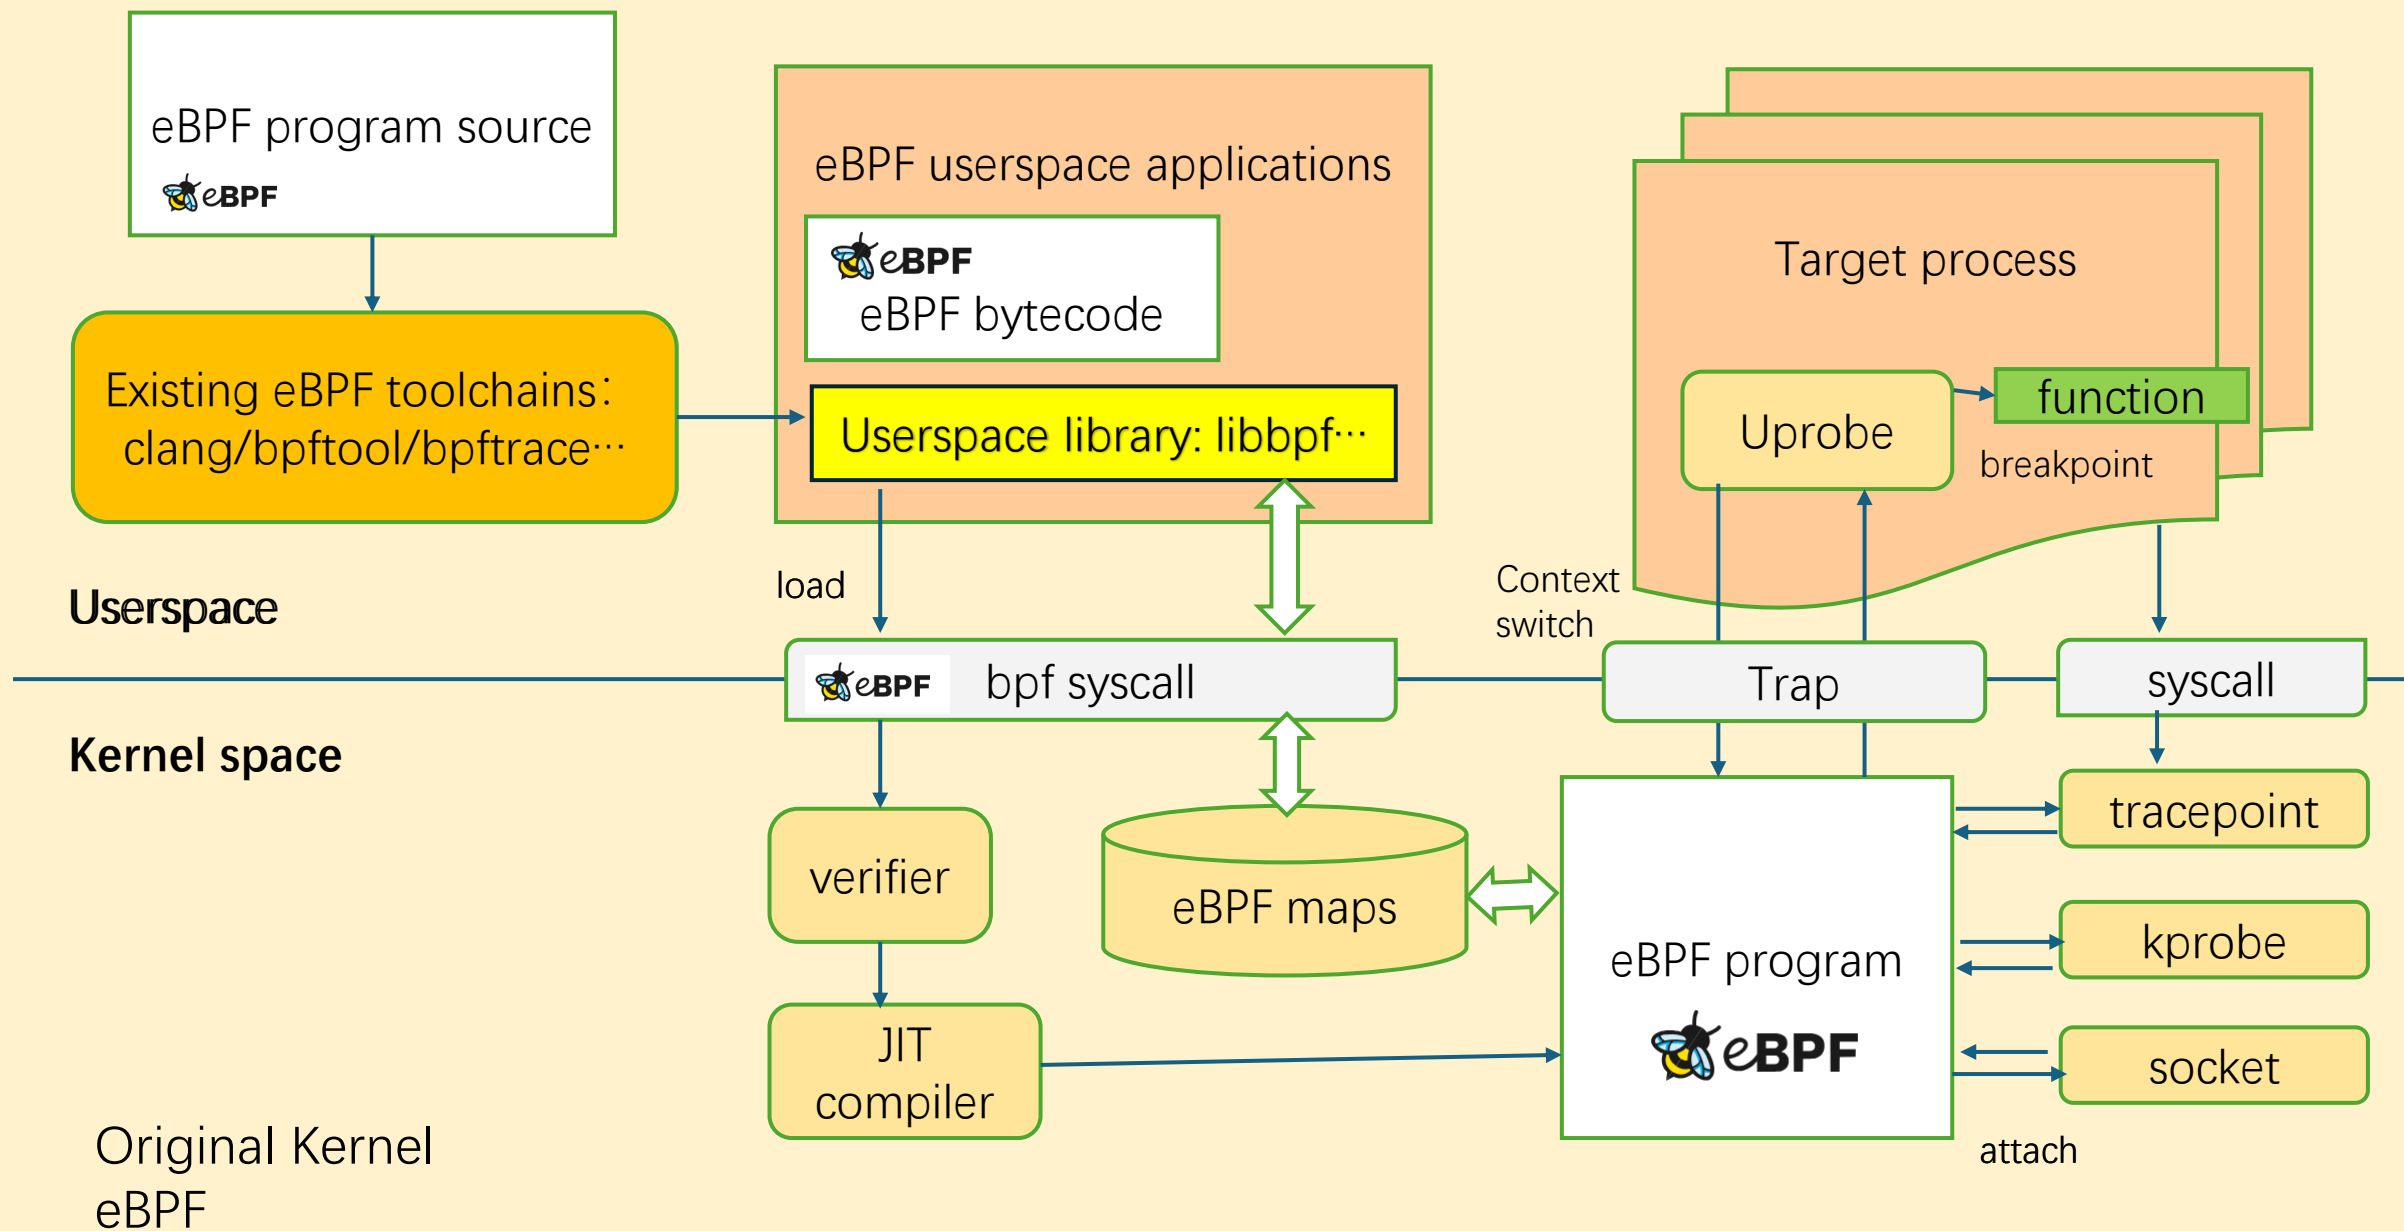 eBPF program source
eBPF
Existing eBPF toolchains:
clang/bpftool/bpftrace…
eBPF userspace applications
eBPF
eBPF bytecode
Userspace library: libbpf…
Target process
Uprobe
function
breakpoint
load
Context
switch
Userspace
eBPF
bpf syscall
Trap
syscall
Kernel space
verifier
eBPF maps
JIT
compiler
eBPF program
eBPF
tracepoint
kprobe
socket
attach
Original Kernel
eBPF